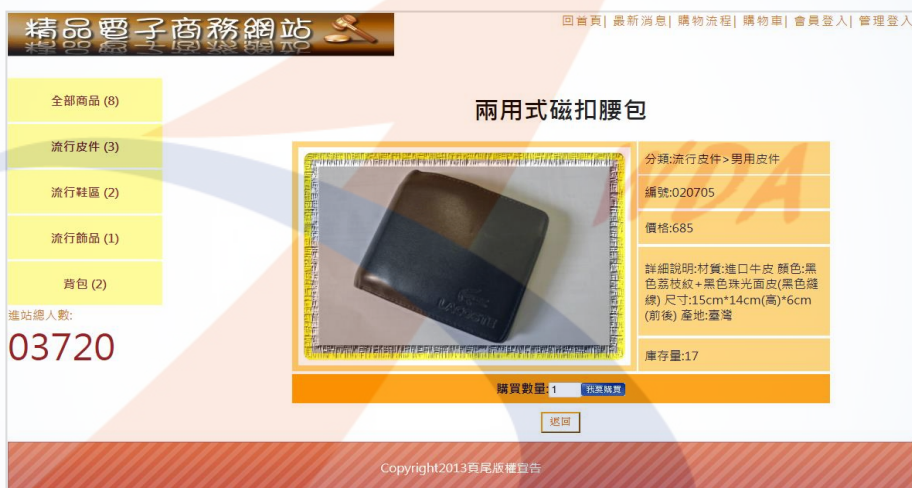 精品電子商務網站
回首頁| 最新消息| 購物流程| 購物車| 會員登入| 管理登入
全部商品 (8)
流行皮件 (3)
流行鞋區 (2)
流行飾品 (1)
背包 (2)
進站總人數:
03720
兩用式磁扣腰包
分類:流行皮件>男用皮件
編號:020705
價格:685
詳細說明:材質:進口牛皮 顏色:黑
色荔枝紋+黑色珠光面皮(黑色縫
線) 尺寸:15cm*14cm(高)*6cm
(前後) 產地:臺灣
庫存量:17
購買數量:1 我要購買
返回
Copyright2013頁尾版權宣告
WDA